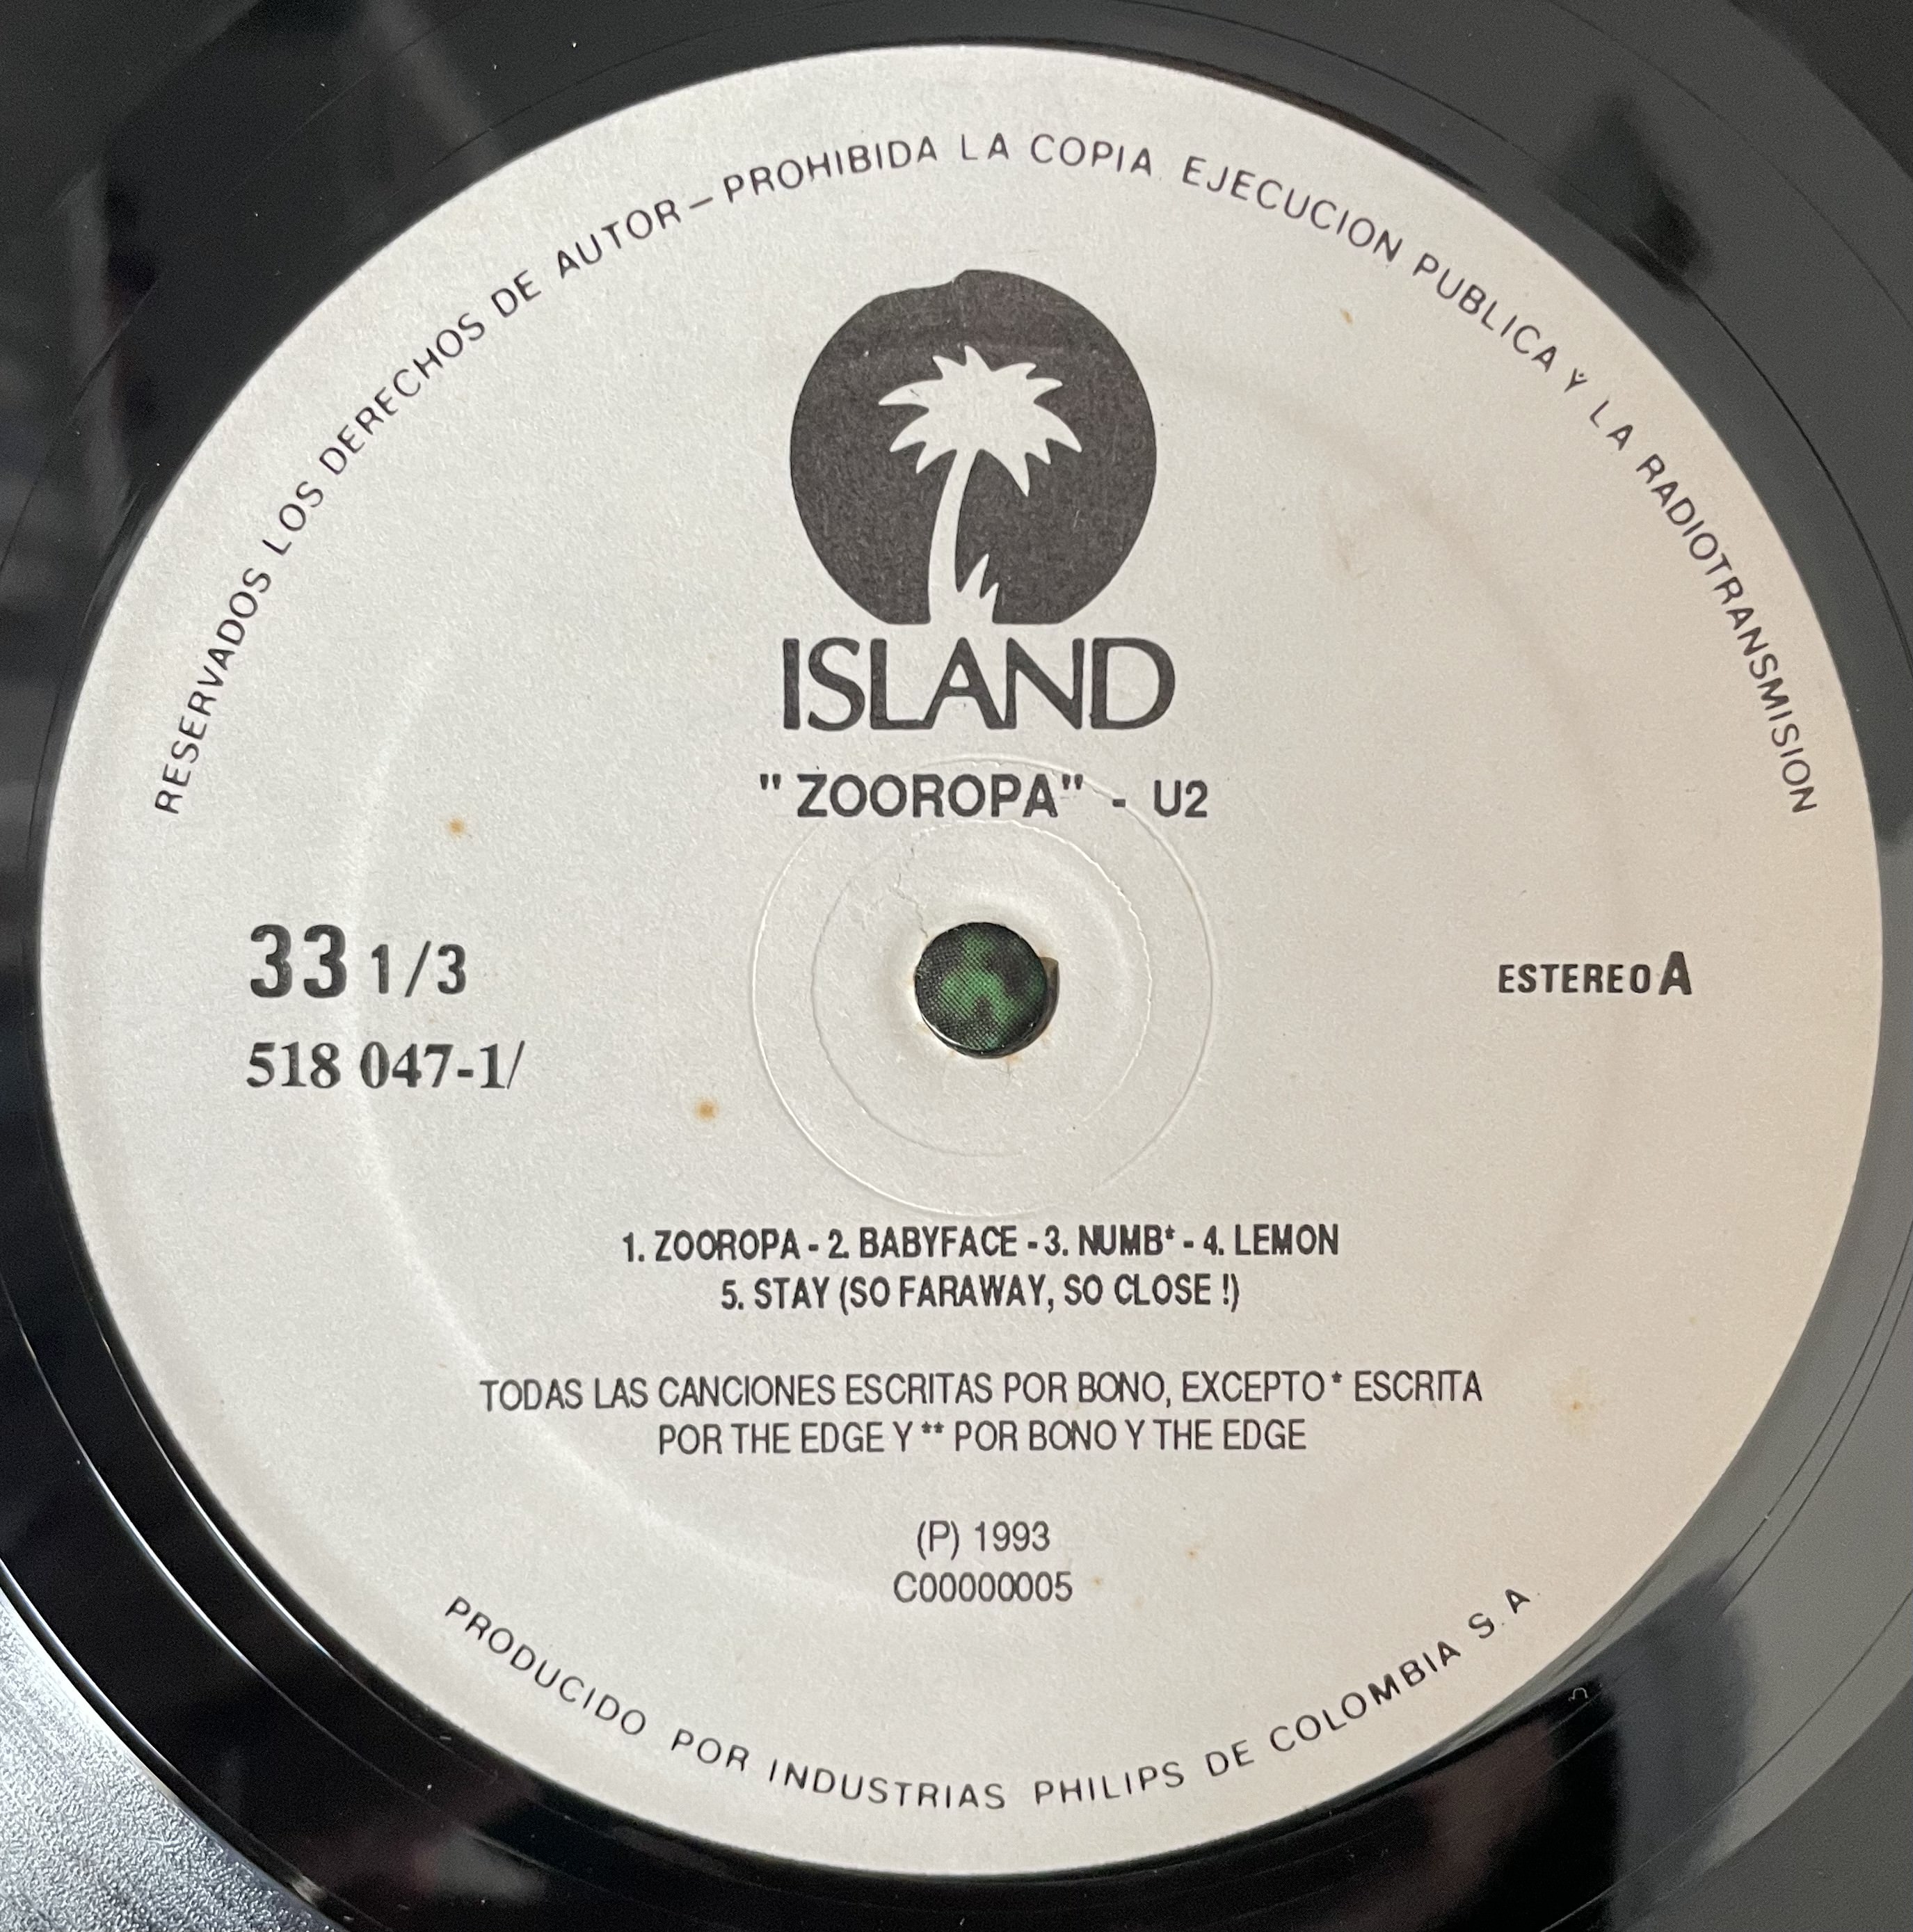 RESERVADOS LOS DERECHOS DE AUTOR – PROHIBIDA LA COPIA EJECUCION PUBLICA Y LA RADIOTRANSMISION
ISLAND
" ZOOROPA" - U2
33 1/3
518 047-1/
ESTEREO A
1. ZOOROPA - 2. BABYFACE - 3. NUMB* - 4. LEMON
5. STAY (SO FARAWAY, SO CLOSE !)
TODAS LAS CANCIONES ESCRITAS POR BONO, EXCEPTO * ESCRITA
POR THE EDGE Y ** POR BONO Y THE EDGE
(P) 1993
C00000005
PRODUCIDO POR INDUSTRIAS PHILIPS DE COLOMBIA S.A.